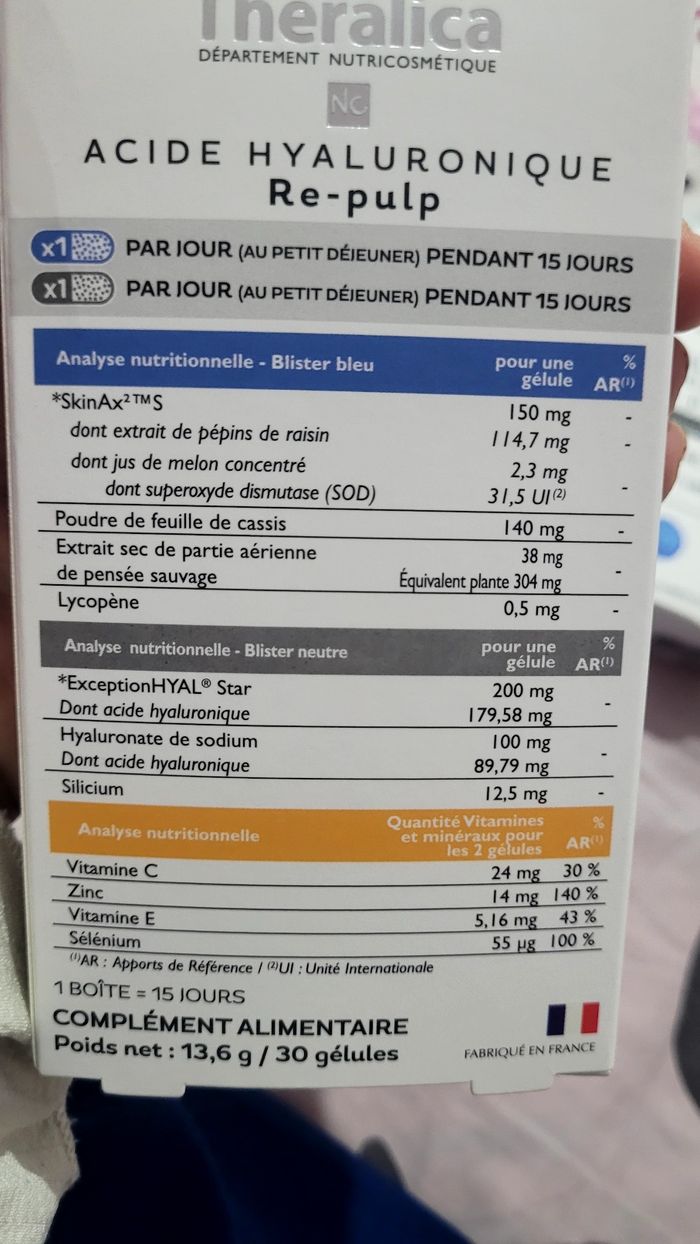 Theralica
DÉPARTEMENT NUTRICOSMÉTIQUE
NC
ACIDE HYALURONIQUE
Re-pulp
x1 PAR JOUR (AU PETIT DÉJEUNER) PENDANT 15 JOURS
x1 PAR JOUR (AU PETIT DÉJEUNER) PENDANT 15 JOURS
Analyse nutritionnelle - Blister bleu pour une gélule % AR(1)
*SkinAx²™S 150 mg -
dont extrait de pépins de raisin 114,7 mg -
dont jus de melon concentré 2,3 mg
dont superoxyde dismutase (SOD) 31,5 UI(2) -
Poudre de feuille de cassis 140 mg -
Extrait sec de partie aérienne 38 mg
de pensée sauvage Équivalent plante 304 mg -
Lycopène 0,5 mg -
Analyse nutritionnelle - Blister neutre pour une gélule % AR(1)
*ExceptionHYAL® Star 200 mg
Dont acide hyaluronique 179,58 mg -
Hyaluronate de sodium 100 mg
Dont acide hyaluronique 89,79 mg -
Silicium 12,5 mg -
Analyse nutritionnelle Quantité Vitamines et minéraux pour les 2 gélules % AR(1)
Vitamine C 24 mg 30 %
Zinc 14 mg 140 %
Vitamine E 5,16 mg 43 %
Sélénium 55 µg 100 %
(1)AR : Apports de Référence / (2)UI : Unité Internationale
1 BOÎTE = 15 JOURS
COMPLÉMENT ALIMENTAIRE
Poids net : 13,6 g / 30 gélules
FABRIQUÉ EN FRANCE